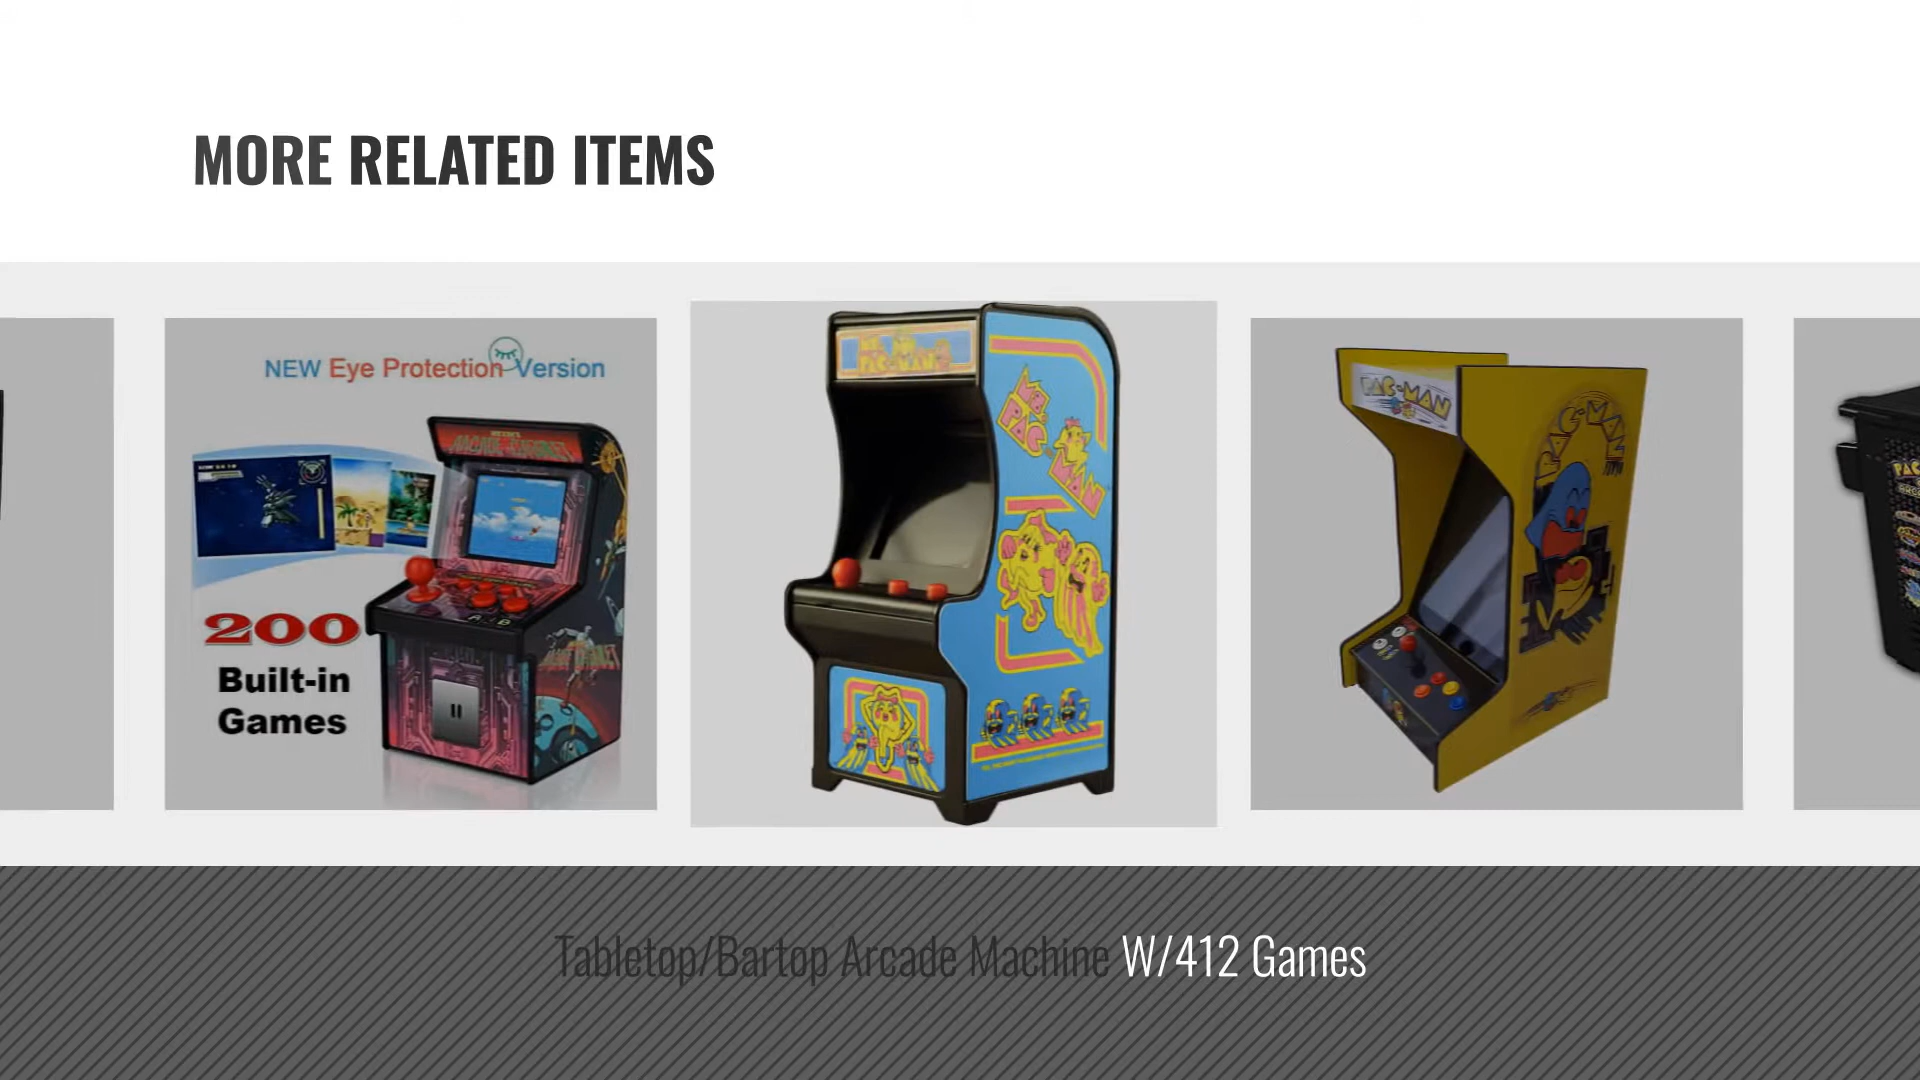 MORE RELATED ITEMS
NEW Eye Protection Version
200
Built-in
Games
MS. PAC-MAN
PAC-MAN
PAC-MAN
Tabletop/Bartop Arcade Machine W/412 Games